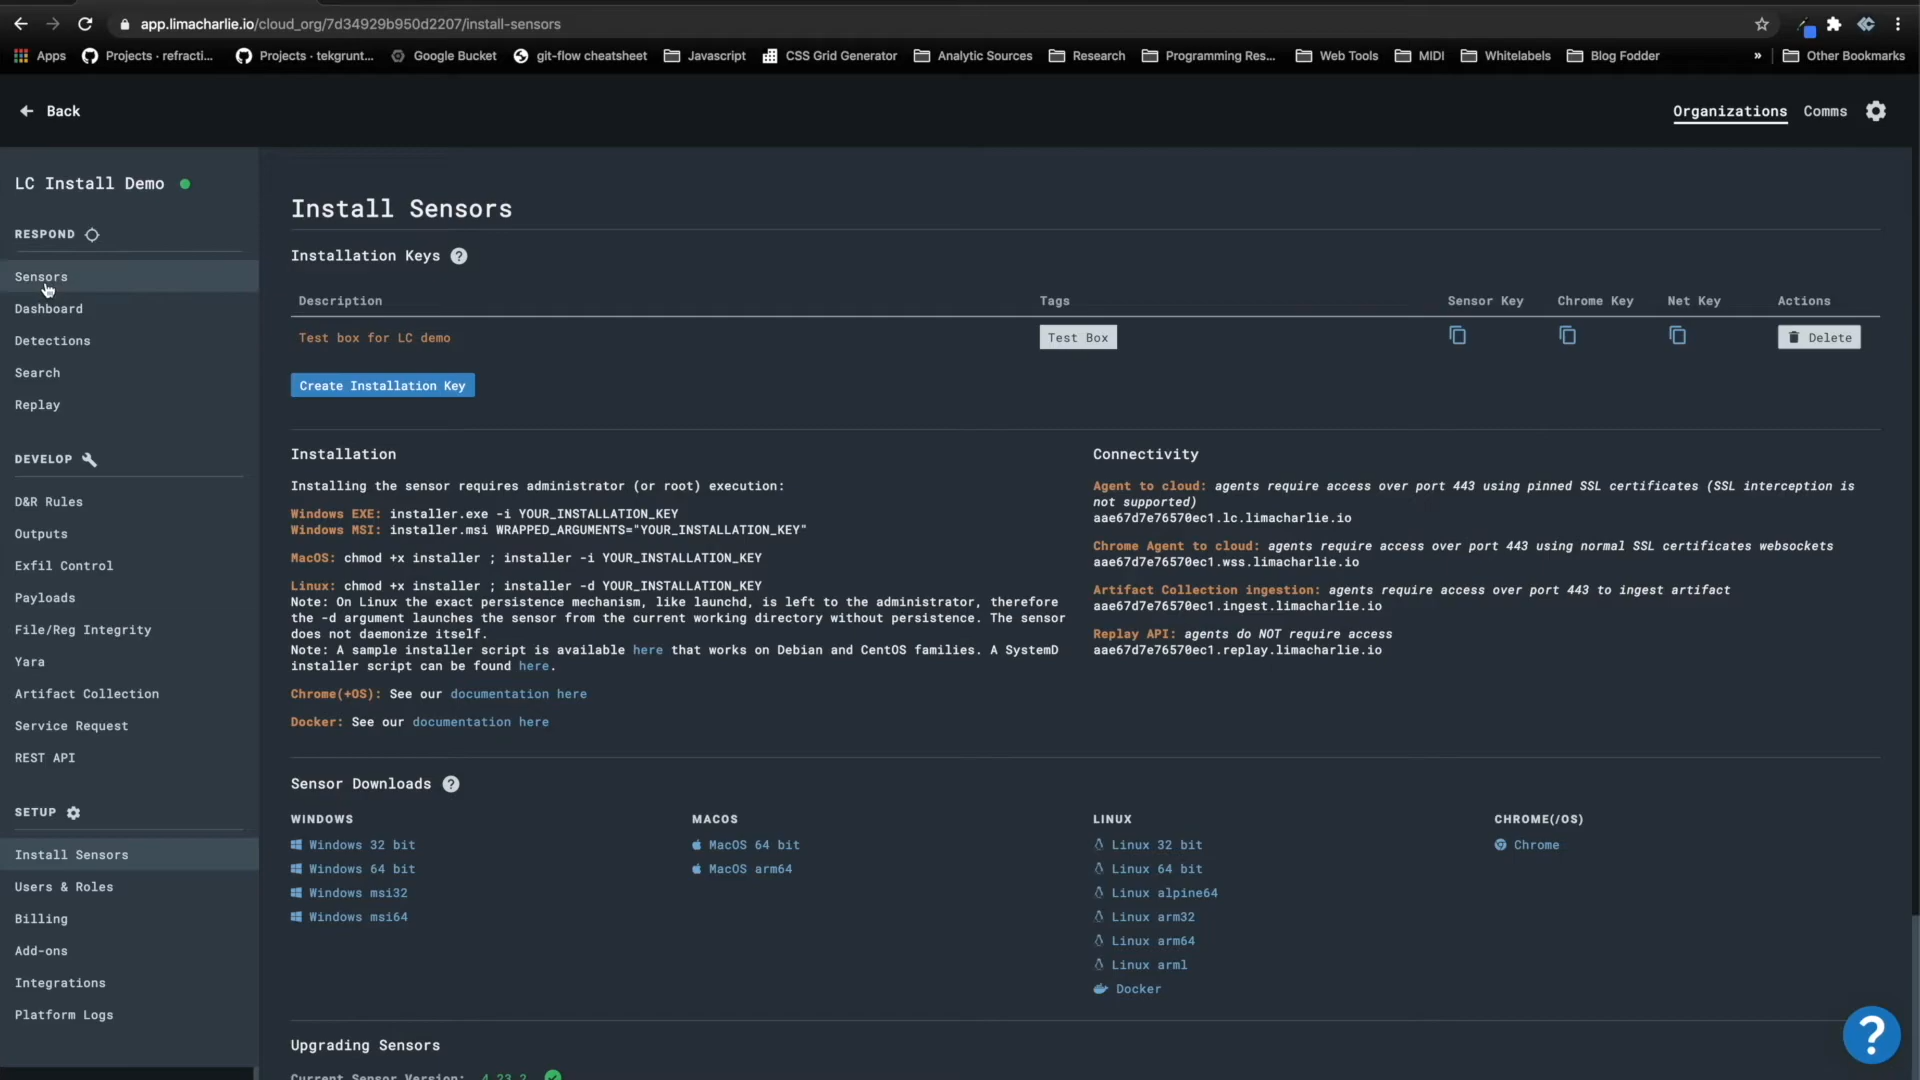 app.limacharlie.io/cloud_org/7d34929b950d2207/install-sensors
Apps
Projects · refracti...
Projects · tekgrunt...
Google Bucket
git-flow cheatsheet
Javascript
CSS Grid Generator
Analytic Sources
Research
Programming Res...
Web Tools
MIDI
Whitelabels
Blog Fodder
»
Other Bookmarks
Back
Organizations
Comms
LC Install Demo
RESPOND
Sensors
Dashboard
Detections
Search
Replay
DEVELOP
D&R Rules
Outputs
Exfil Control
Payloads
File/Reg Integrity
Yara
Artifact Collection
Service Request
REST API
SETUP
Install Sensors
Users & Roles
Billing
Add-ons
Integrations
Platform Logs
Install Sensors
Installation Keys ?
Description Tags Sensor Key Chrome Key Net Key Actions
Test box for LC demo Test Box Delete
Create Installation Key
Installation
Installing the sensor requires administrator (or root) execution:
Windows EXE: installer.exe -i YOUR_INSTALLATION_KEY
Windows MSI: installer.msi WRAPPED_ARGUMENTS="YOUR_INSTALLATION_KEY"
MacOS: chmod +x installer ; installer -i YOUR_INSTALLATION_KEY
Linux: chmod +x installer ; installer -d YOUR_INSTALLATION_KEY
Note: On Linux the exact persistence mechanism, like launchd, is left to the administrator, therefore
the -d argument launches the sensor from the current working directory without persistence. The sensor
does not daemonize itself.
Note: A sample installer script is available here that works on Debian and CentOS families. A SystemD
installer script can be found here.
Chrome(+OS): See our documentation here
Docker: See our documentation here
Connectivity
Agent to cloud: agents require access over port 443 using pinned SSL certificates (SSL interception is
not supported)
aae67d7e76570ec1.lc.limacharlie.io
Chrome Agent to cloud: agents require access over port 443 using normal SSL certificates websockets
aae67d7e76570ec1.wss.limacharlie.io
Artifact Collection ingestion: agents require access over port 443 to ingest artifact
aae67d7e76570ec1.ingest.limacharlie.io
Replay API: agents do NOT require access
aae67d7e76570ec1.replay.limacharlie.io
Sensor Downloads ?
WINDOWS
Windows 32 bit
Windows 64 bit
Windows msi32
Windows msi64
MACOS
MacOS 64 bit
MacOS arm64
LINUX
Linux 32 bit
Linux 64 bit
Linux alpine64
Linux arm32
Linux arm64
Linux arml
Docker
CHROME(/OS)
Chrome
Upgrading Sensors
Current Sensor Version: 4.23.2
?